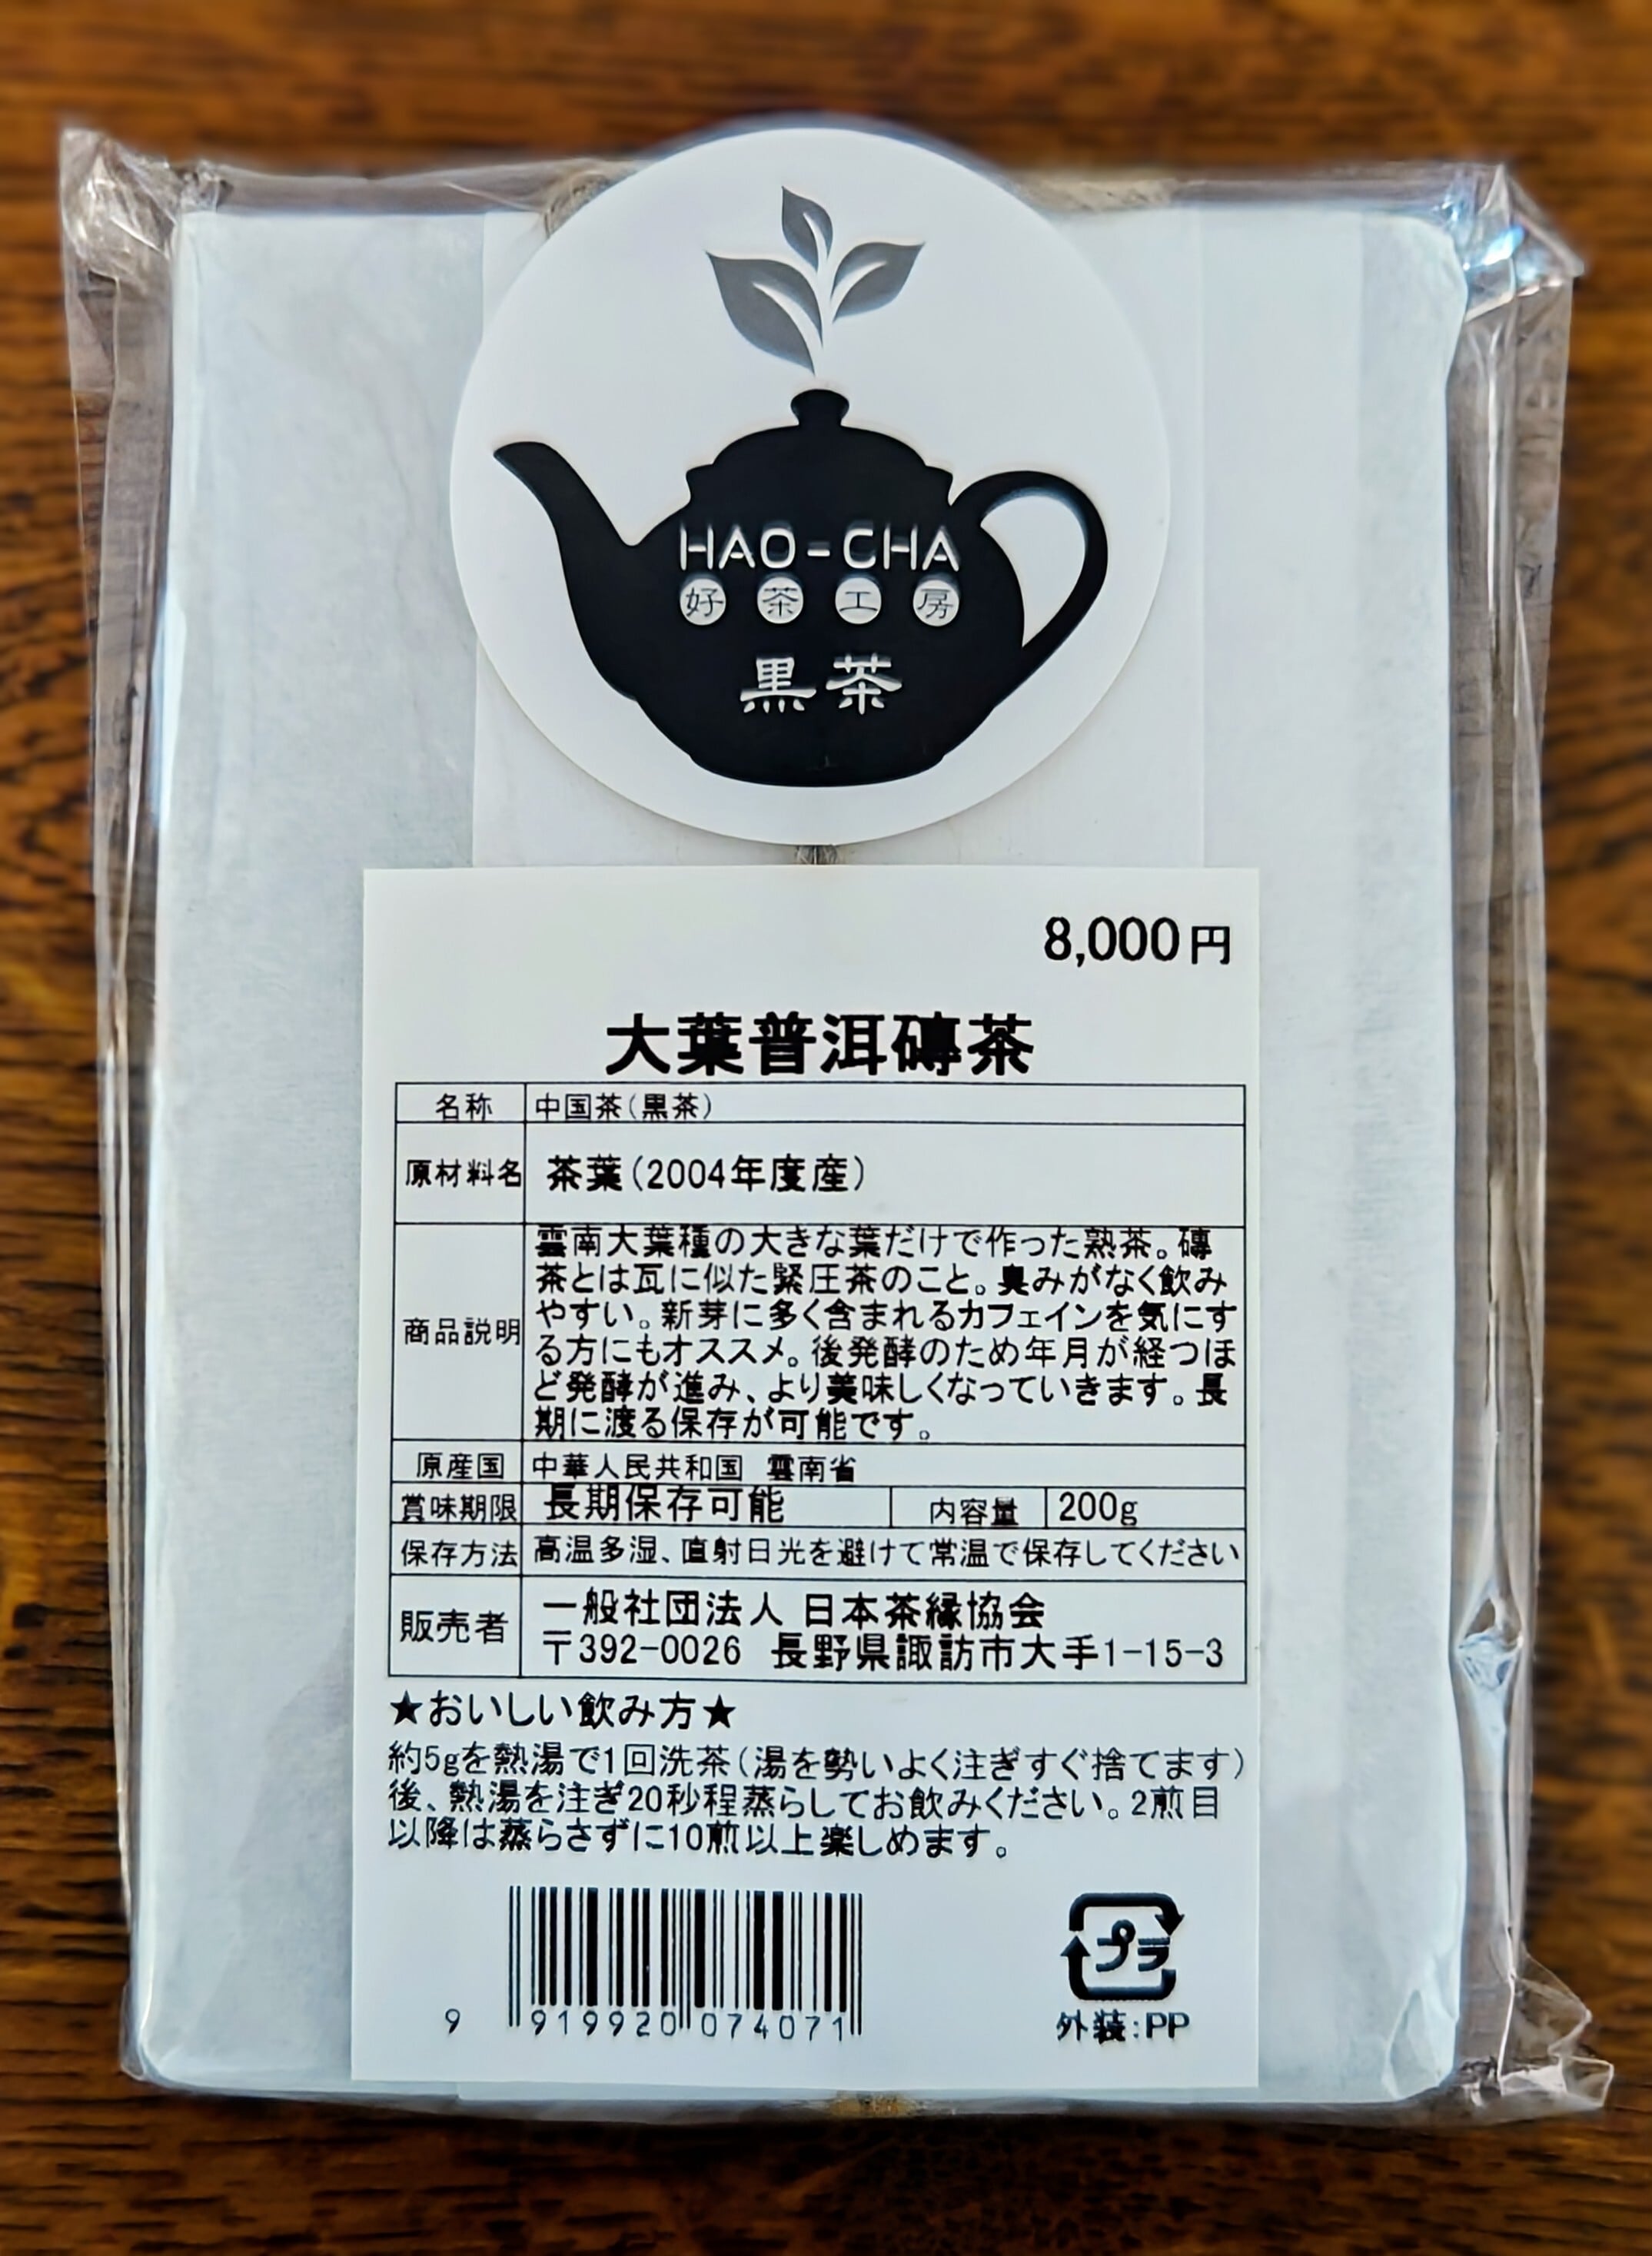 HAO-CHA
好茶工房
黒茶
8,000円
大葉普洱磚茶
名称 中国茶(黒茶)
原材料名 茶葉(2004年度産)
商品説明
雲南大葉種の大きな葉だけで作った熟茶。磚
茶とは瓦に似た緊圧茶のこと。臭みがなく飲み
やすい。新芽に多く含まれるカフェインを気にす
る方にもオススメ。後発酵のため年月が経つほ
ど発酵が進み、より美味しくなっていきます。長
期に渡る保存が可能です。
原産国 中華人民共和国 雲南省
賞味期限 長期保存可能 内容量 200g
保存方法 高温多湿、直射日光を避けて常温で保存してください
販売者
一般社団法人 日本茶縁協会
〒392-0026 長野県諏訪市大手1-15-3
★おいしい飲み方★
約5gを熱湯で1回洗茶(湯を勢いよく注ぎすぐ捨てます)
後、熱湯を注ぎ20秒程蒸らしてお飲みください。2煎目
以降は蒸らさずに10煎以上楽しめます。
9 919920 074071
プラ
外装:PP